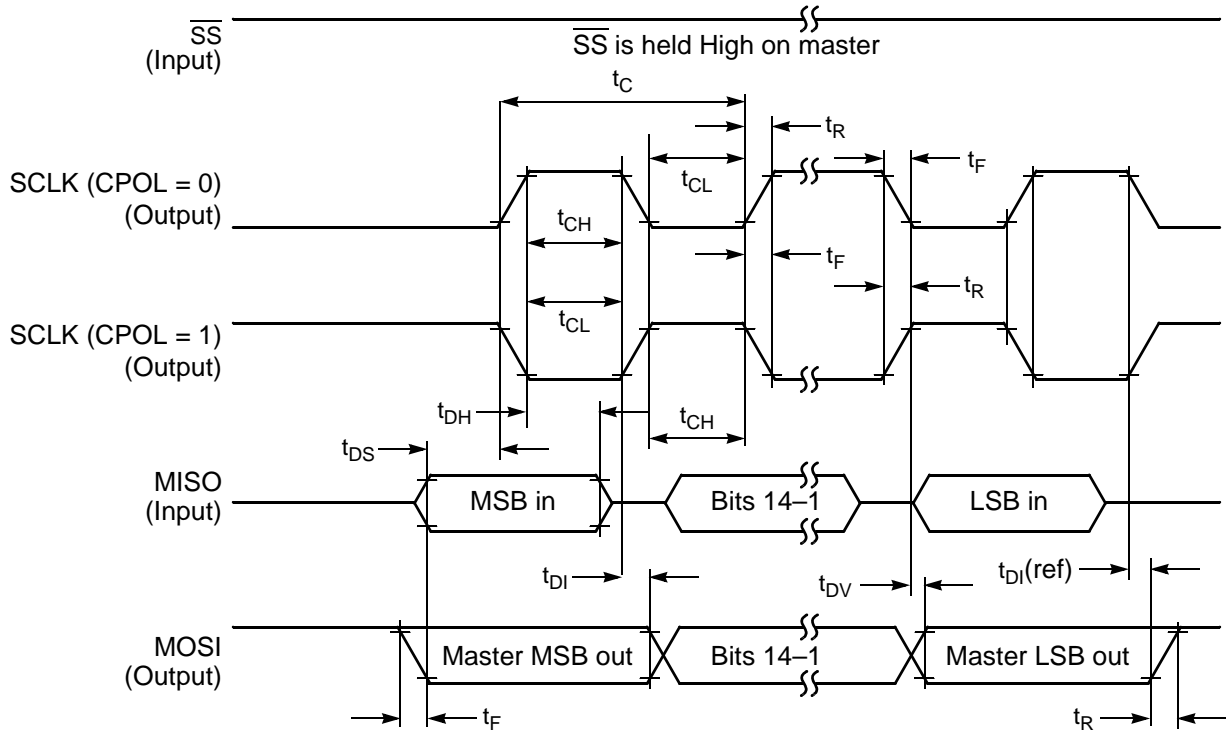 S̅S̅
(Input)
S̅S̅ is held High on master
tC
tR
tCL
tF
SCLK (CPOL = 0)
(Output)
tCH
tF
tR
tCL
SCLK (CPOL = 1)
(Output)
tDH
tCH
tDS
MISO
(Input)
MSB in
Bits 14–1
LSB in
tDI
tDV
tDI(ref)
MOSI
(Output)
Master MSB out
Bits 14–1
Master LSB out
tF
tR